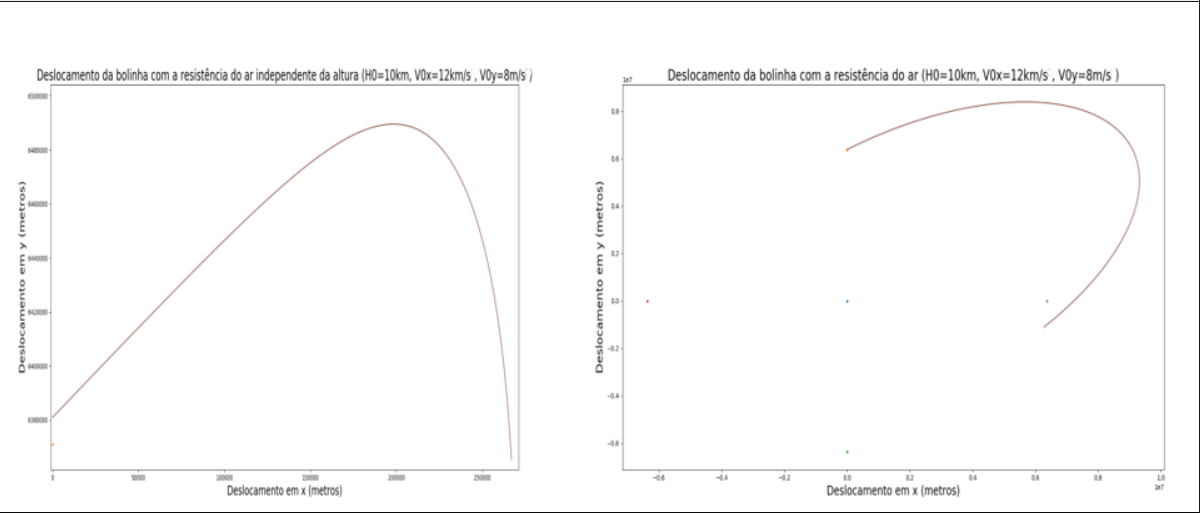 Deslocamento da bolinha com a resistência do ar independente da altura (H0=10km, V0x=12km/s , V0y=8m/s )
6500000
6480000
6460000
6440000
6420000
6400000
6380000
Deslocamento em y (metros)
0 50000 100000 150000 200000 250000
Deslocamento em x (metros)
Deslocamento da bolinha com a resistência do ar (H0=10km, V0x=12km/s , V0y=8m/s )
1e7
0.8
0.6
0.4
0.2
0.0
−0.2
−0.4
−0.6
Deslocamento em y (metros)
−0.6 −0.4 −0.2 0.0 0.2 0.4 0.6 0.8 1.0
1e7
Deslocamento em x (metros)